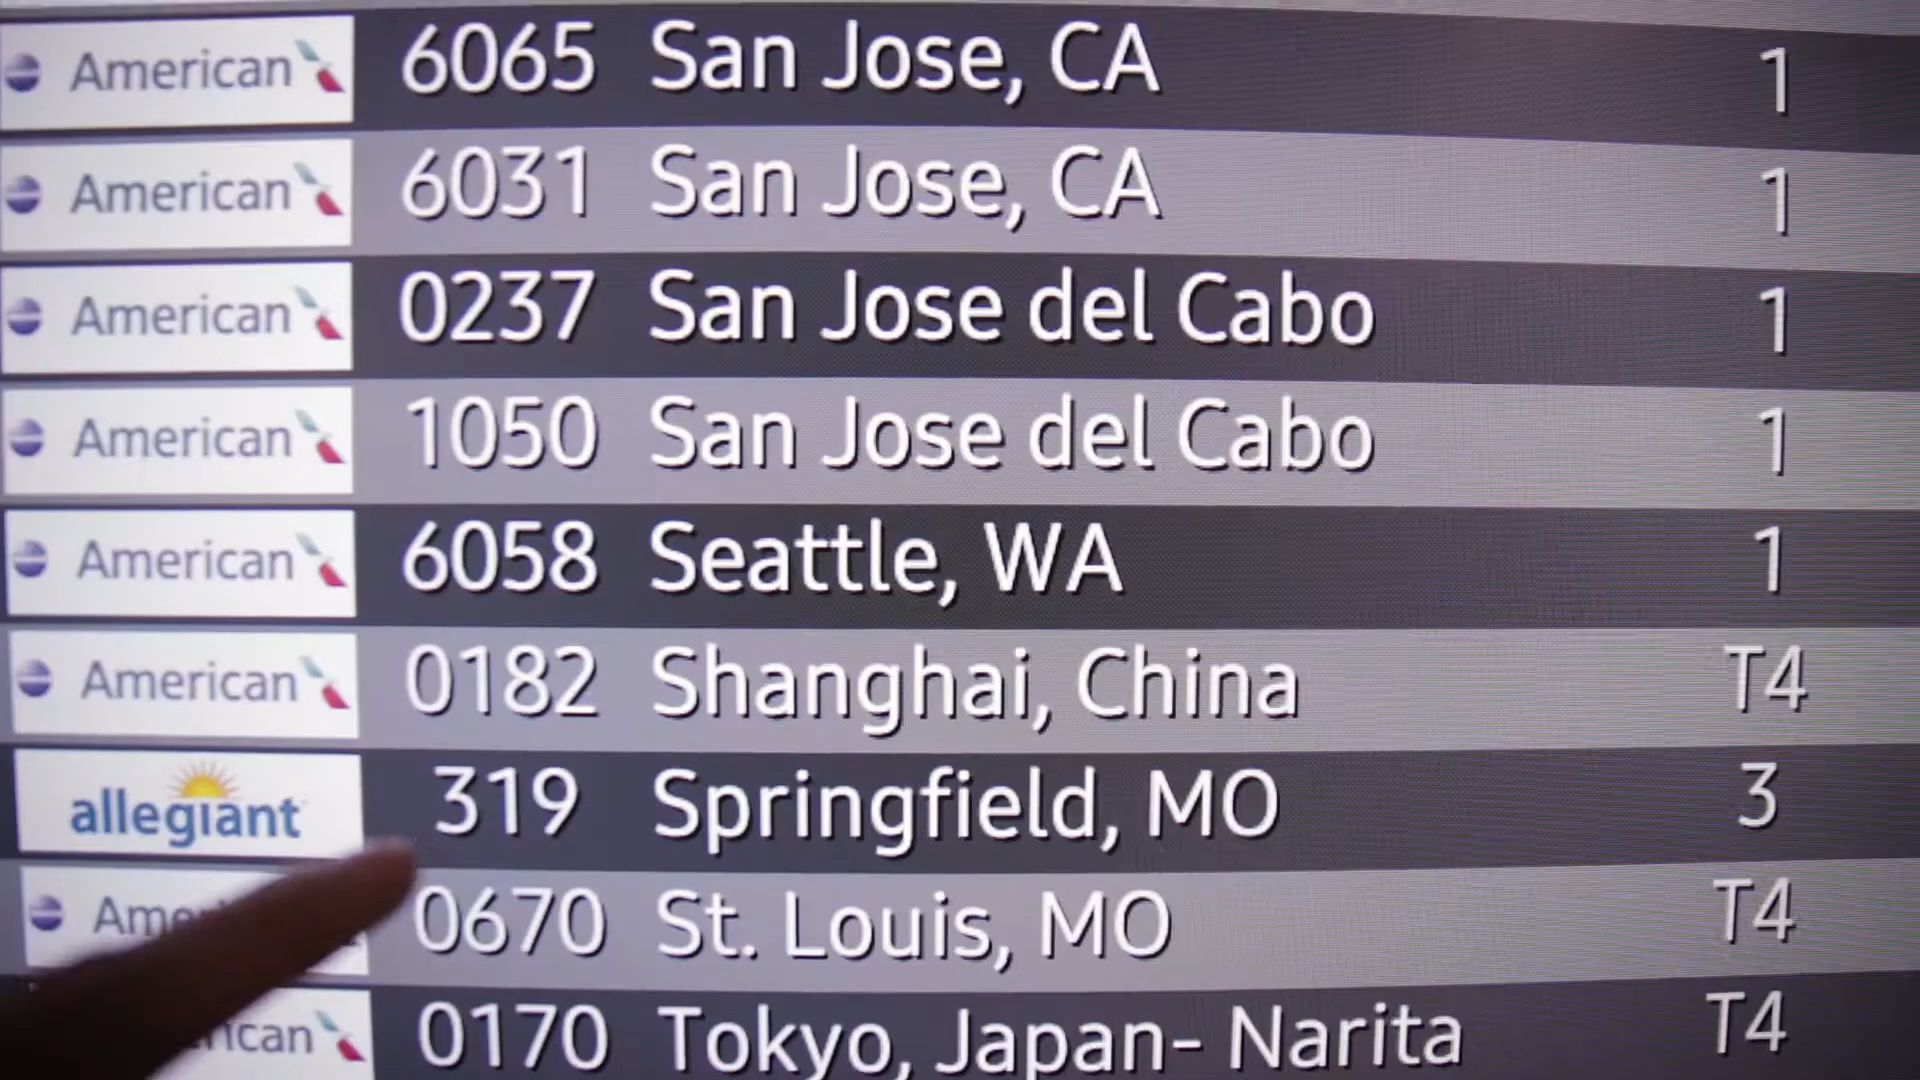 American 6065 San Jose, CA 1
American 6031 San Jose, CA 1
American 0237 San Jose del Cabo 1
American 1050 San Jose del Cabo 1
American 6058 Seattle, WA 1
American 0182 Shanghai, China T4
allegiant 319 Springfield, MO 3
0670 St. Louis, MO T4
0170 Tokyo, Japan- Narita T4